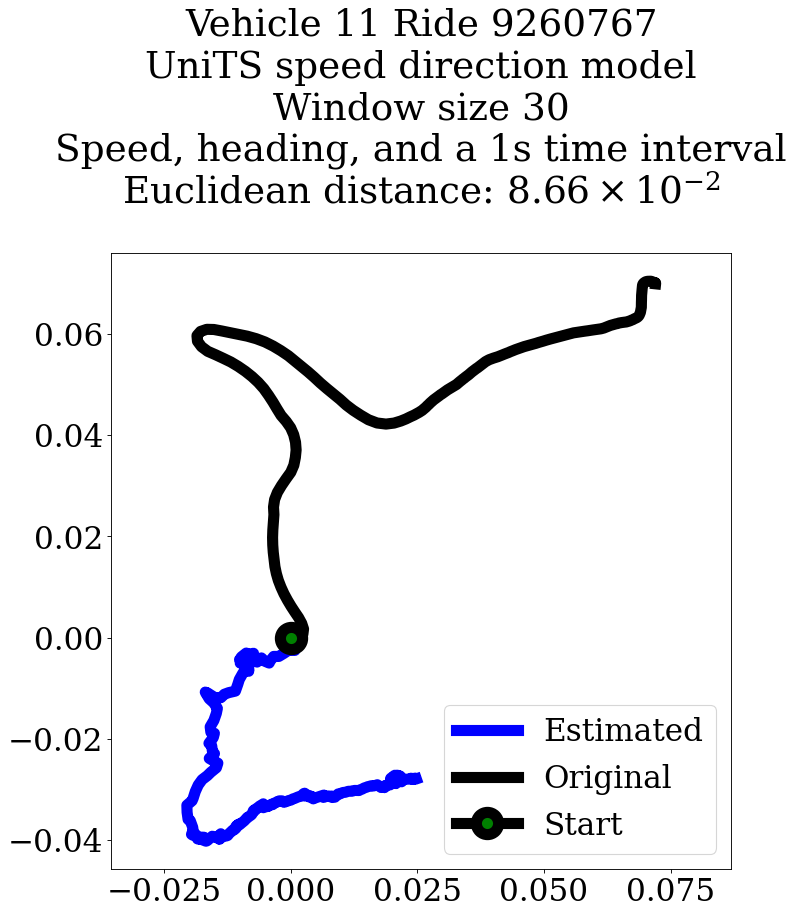 Vehicle 11 Ride 9260767
UniTS speed direction model
Window size 30
Speed, heading, and a 1s time interval
Euclidean distance: 8.66 × 10⁻²
0.06
0.04
0.02
0.00
−0.02
−0.04
−0.025 0.000 0.025 0.050 0.075
Estimated
Original
Start